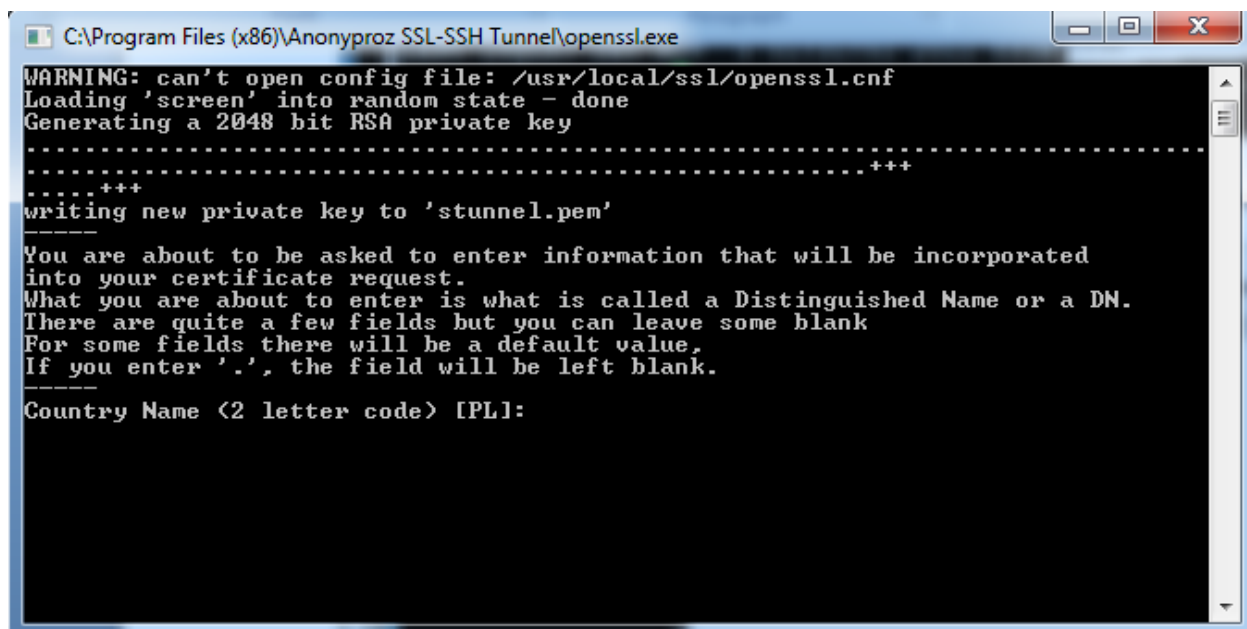 C:\Program Files (x86)\Anonyproz SSL-SSH Tunnel\openssl.exe
WARNING: can't open config file: /usr/local/ssl/openssl.cnf
Loading 'screen' into random state - done
Generating a 2048 bit RSA private key
................................................................................
.........................................................+++
.....+++
writing new private key to 'stunnel.pem'
-----
You are about to be asked to enter information that will be incorporated
into your certificate request.
What you are about to enter is what is called a Distinguished Name or a DN.
There are quite a few fields but you can leave some blank
For some fields there will be a default value,
If you enter '.', the field will be left blank.
-----
Country Name (2 letter code) [PL]: